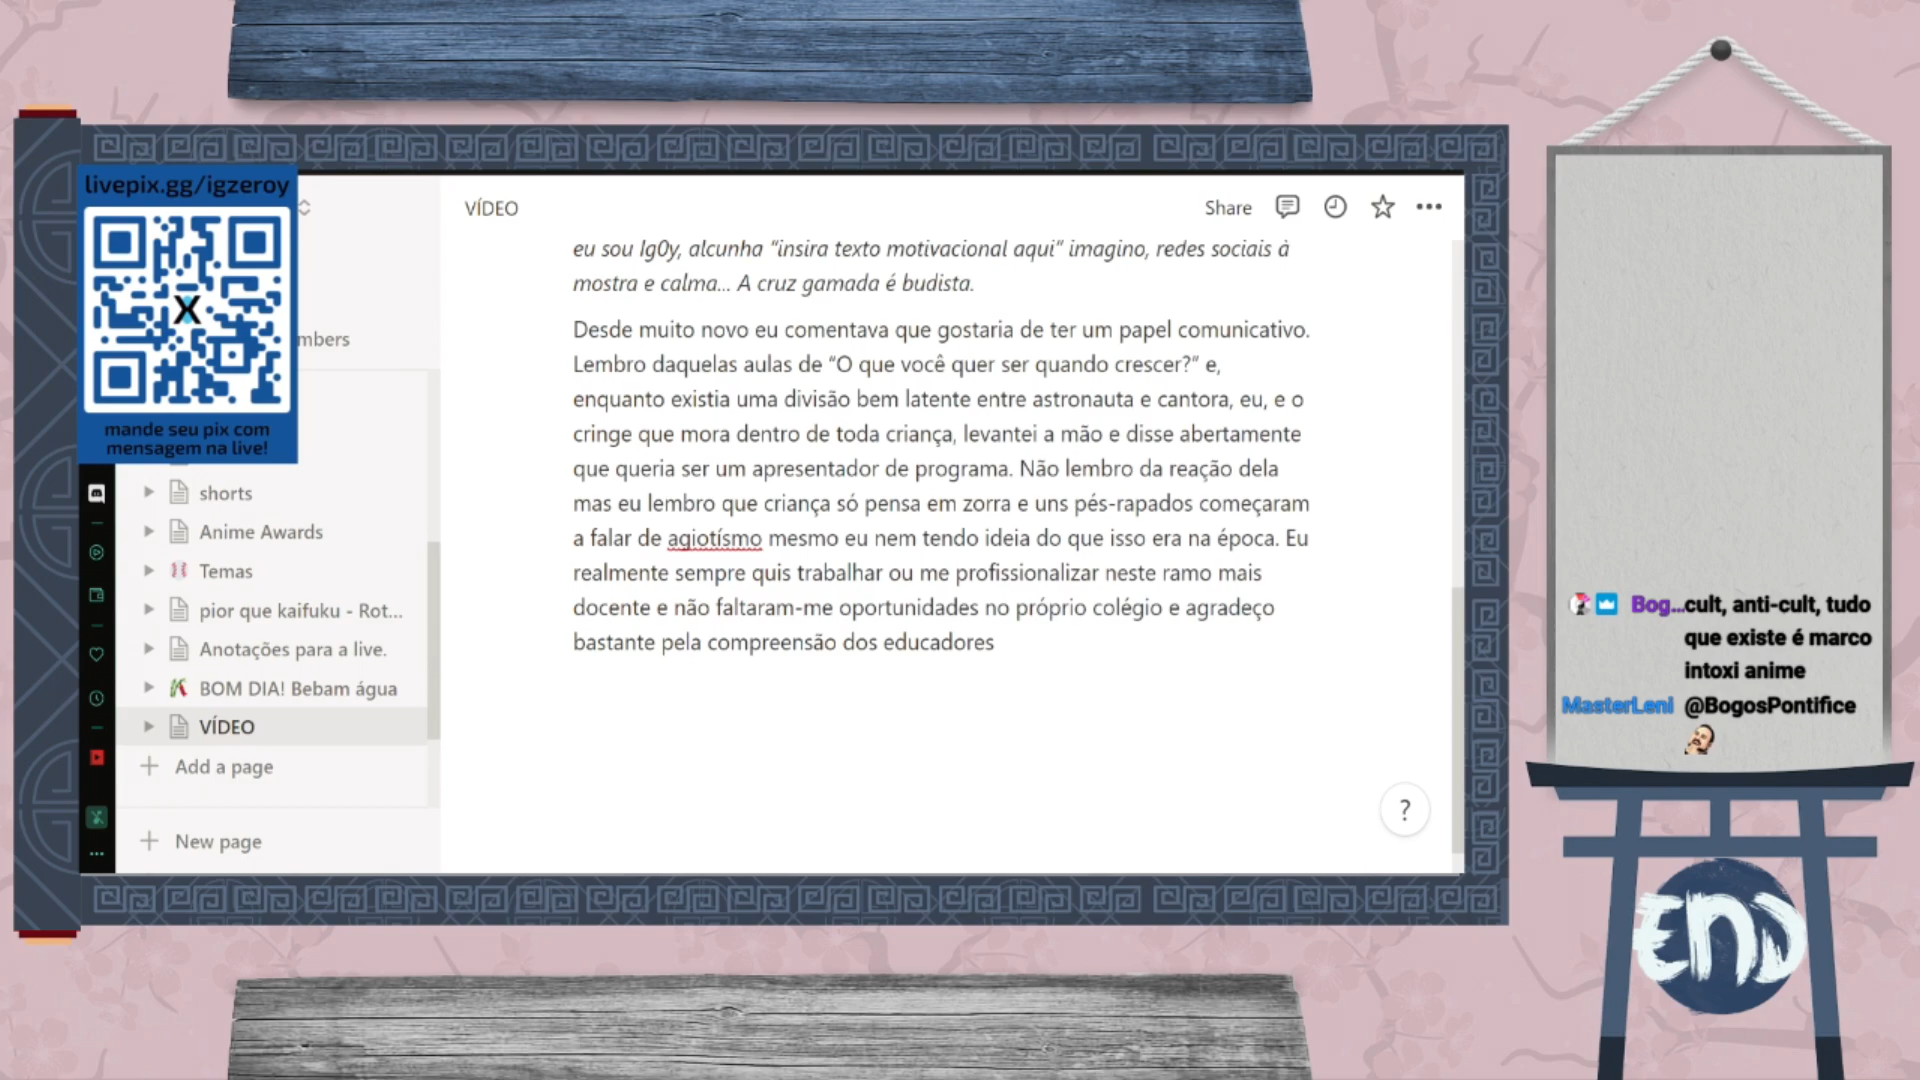 livepix.gg/igzeroy
mande seu pix com
mensagem na live!
mbers
shorts
Anime Awards
Temas
pior que kaifuku - Rot...
Anotações para a live.
BOM DIA! Bebam água
VÍDEO
Add a page
New page
VÍDEO
Share
eu sou Ig0y, alcunha “insira texto motivacional aqui” imagino, redes sociais à
mostra e calma... A cruz gamada é budista.
Desde muito novo eu comentava que gostaria de ter um papel comunicativo.
Lembro daquelas aulas de “O que você quer ser quando crescer?” e,
enquanto existia uma divisão bem latente entre astronauta e cantora, eu, e o
cringe que mora dentro de toda criança, levantei a mão e disse abertamente
que queria ser um apresentador de programa. Não lembro da reação dela
mas eu lembro que criança só pensa em zorra e uns pés-rapados começaram
a falar de agiotísmo mesmo eu nem tendo ideia do que isso era na época. Eu
realmente sempre quis trabalhar ou me profissionalizar neste ramo mais
docente e não faltaram-me oportunidades no próprio colégio e agradeço
bastante pela compreensão dos educadores
?
Bog...cult, anti-cult, tudo
que existe é marco
intoxi anime
MasterLeni @BogosPontifice
END